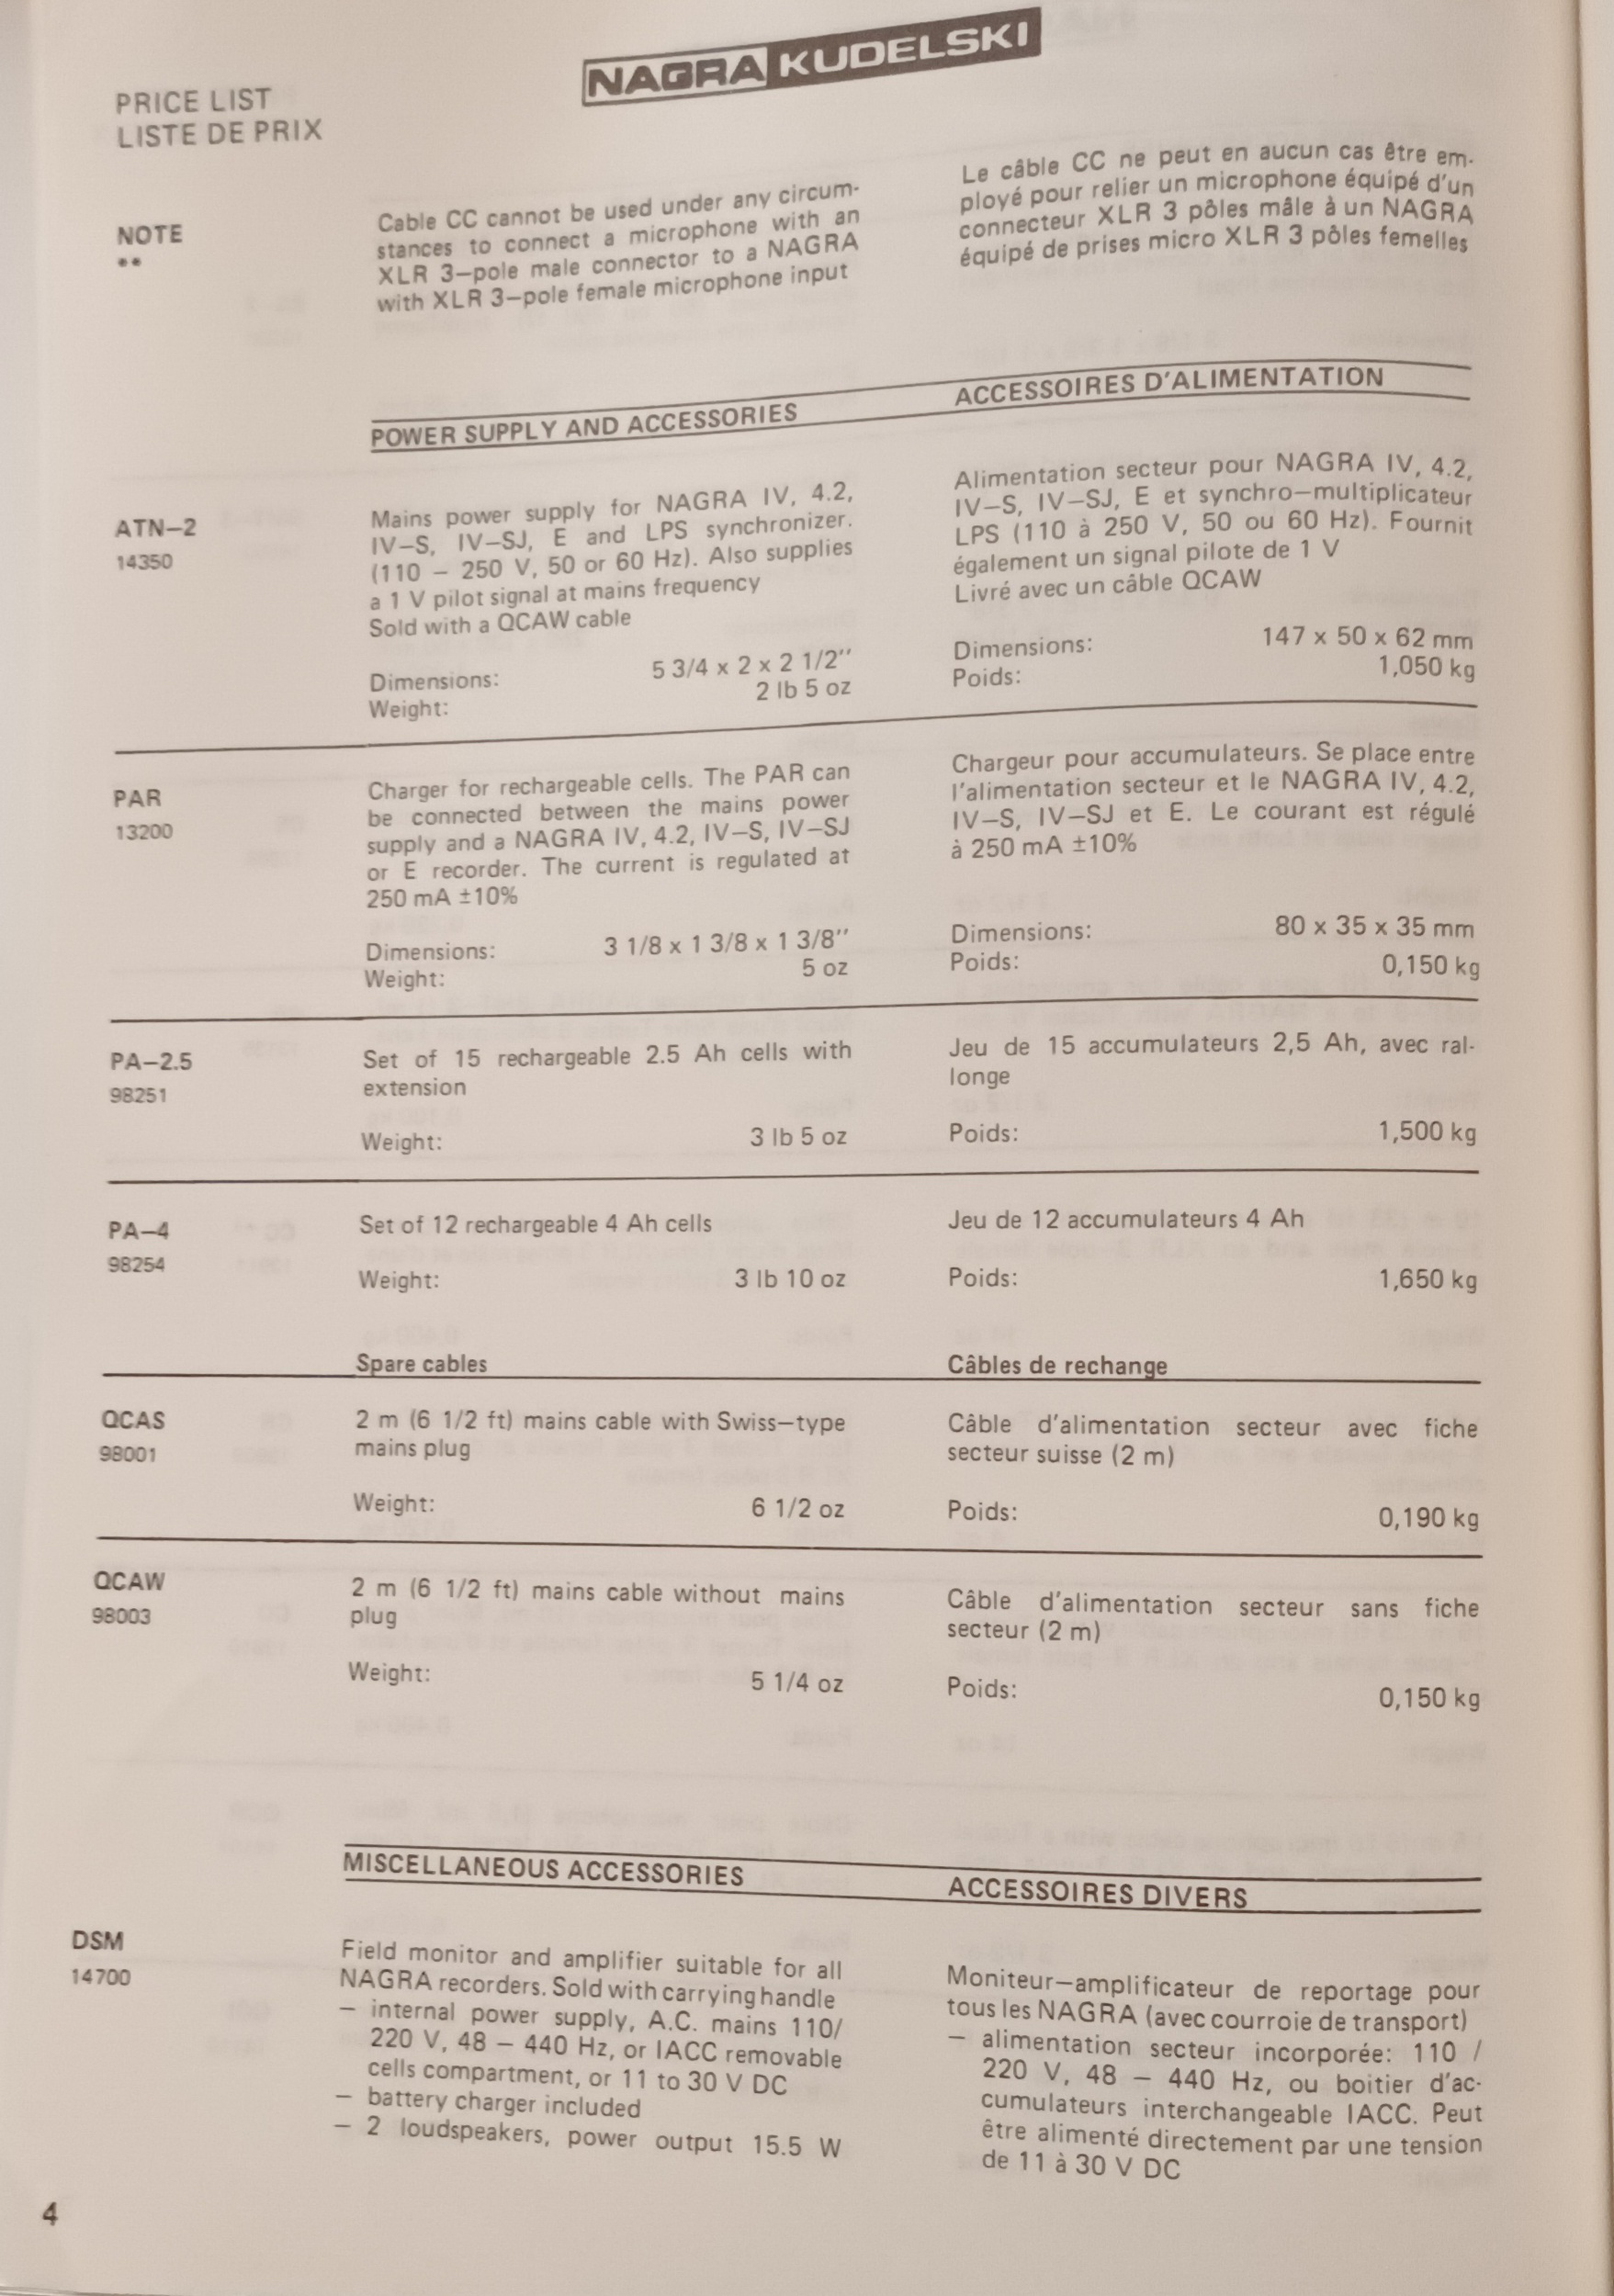 NAGRA KUDELSKI
PRICE LIST
LISTE DE PRIX
NOTE
**
Cable CC cannot be used under any circum-
stances to connect a microphone with an
XLR 3–pole male connector to a NAGRA
with XLR 3–pole female microphone input
Le câble CC ne peut en aucun cas être em-
ployé pour relier un microphone équipé d'un
connecteur XLR 3 pôles mâle à un NAGRA
équipé de prises micro XLR 3 pôles femelles
POWER SUPPLY AND ACCESSORIES
ACCESSOIRES D'ALIMENTATION
ATN–2
14350
Mains power supply for NAGRA IV, 4.2,
IV–S, IV–SJ, E and LPS synchronizer.
(110 – 250 V, 50 or 60 Hz). Also supplies
a 1 V pilot signal at mains frequency
Sold with a QCAW cable
Dimensions: 5 3/4 x 2 x 2 1/2''
Weight: 2 lb 5 oz
Alimentation secteur pour NAGRA IV, 4.2,
IV–S, IV–SJ, E et synchro–multiplicateur
LPS (110 à 250 V, 50 ou 60 Hz). Fournit
également un signal pilote de 1 V
Livré avec un câble QCAW
Dimensions: 147 x 50 x 62 mm
Poids: 1,050 kg
PAR
13200
Charger for rechargeable cells. The PAR can
be connected between the mains power
supply and a NAGRA IV, 4.2, IV–S, IV–SJ
or E recorder. The current is regulated at
250 mA ±10%
Dimensions: 3 1/8 x 1 3/8 x 1 3/8''
Weight: 5 oz
Chargeur pour accumulateurs. Se place entre
l'alimentation secteur et le NAGRA IV, 4.2,
IV–S, IV–SJ et E. Le courant est régulé
à 250 mA ±10%
Dimensions: 80 x 35 x 35 mm
Poids: 0,150 kg
PA–2.5
98251
Set of 15 rechargeable 2.5 Ah cells with
extension
Weight: 3 lb 5 oz
Jeu de 15 accumulateurs 2,5 Ah, avec ral-
longe
Poids: 1,500 kg
PA–4
98254
Set of 12 rechargeable 4 Ah cells
Weight: 3 lb 10 oz
Jeu de 12 accumulateurs 4 Ah
Poids: 1,650 kg
Spare cables
Câbles de rechange
QCAS
98001
2 m (6 1/2 ft) mains cable with Swiss–type
mains plug
Weight: 6 1/2 oz
Câble d'alimentation secteur avec fiche
secteur suisse (2 m)
Poids: 0,190 kg
QCAW
98003
2 m (6 1/2 ft) mains cable without mains
plug
Weight: 5 1/4 oz
Câble d'alimentation secteur sans fiche
secteur (2 m)
Poids: 0,150 kg
MISCELLANEOUS ACCESSORIES
ACCESSOIRES DIVERS
DSM
14700
Field monitor and amplifier suitable for all
NAGRA recorders. Sold with carrying handle
– internal power supply, A.C. mains 110/
220 V, 48 – 440 Hz, or IACC removable
cells compartment, or 11 to 30 V DC
– battery charger included
– 2 loudspeakers, power output 15.5 W
Moniteur–amplificateur de reportage pour
tous les NAGRA (avec courroie de transport)
– alimentation secteur incorporée: 110 /
220 V, 48 – 440 Hz, ou boitier d'ac-
cumulateurs interchangeable IACC. Peut
être alimenté directement par une tension
de 11 à 30 V DC
4